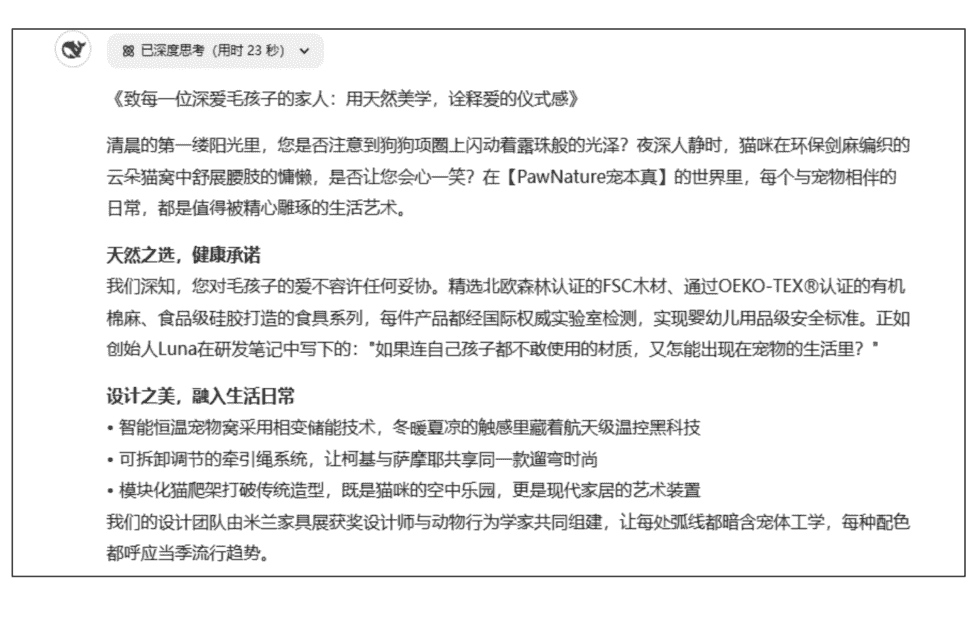 已深度思考（用时 23 秒）
《致每一位深爱毛孩子的家人：用天然美学，诠释爱的仪式感》
清晨的第一缕阳光里，您是否注意到狗狗项圈上闪动着露珠般的光泽？夜深人静时，猫咪在环保剑麻编织的
云朵猫窝中舒展腰肢的慵懒，是否让您会心一笑？在【PawNature宠本真】的世界里，每个与宠物相伴的
日常，都是值得被精心雕琢的生活艺术。
天然之选，健康承诺
我们深知，您对毛孩子的爱不容许任何妥协。精选北欧森林认证的FSC木材、通过OEKO-TEX®认证的有机
棉麻、食品级硅胶打造的食具系列，每件产品都经国际权威实验室检测，实现婴幼儿用品级安全标准。正如
创始人Luna在研发笔记中写下的："如果连自己孩子都不敢使用的材质，又怎能出现在宠物的生活里？"
设计之美，融入生活日常
• 智能恒温宠物窝采用相变储能技术，冬暖夏凉的触感里藏着航天级温控黑科技
• 可拆卸调节的牵引绳系统，让柯基与萨摩耶共享同一款遛弯时尚
• 模块化猫爬架打破传统造型，既是猫咪的空中乐园，更是现代家居的艺术装置
我们的设计团队由米兰家具展获奖设计师与动物行为学家共同组建，让每处弧线都暗含宠体工学，每种配色
都呼应当季流行趋势。